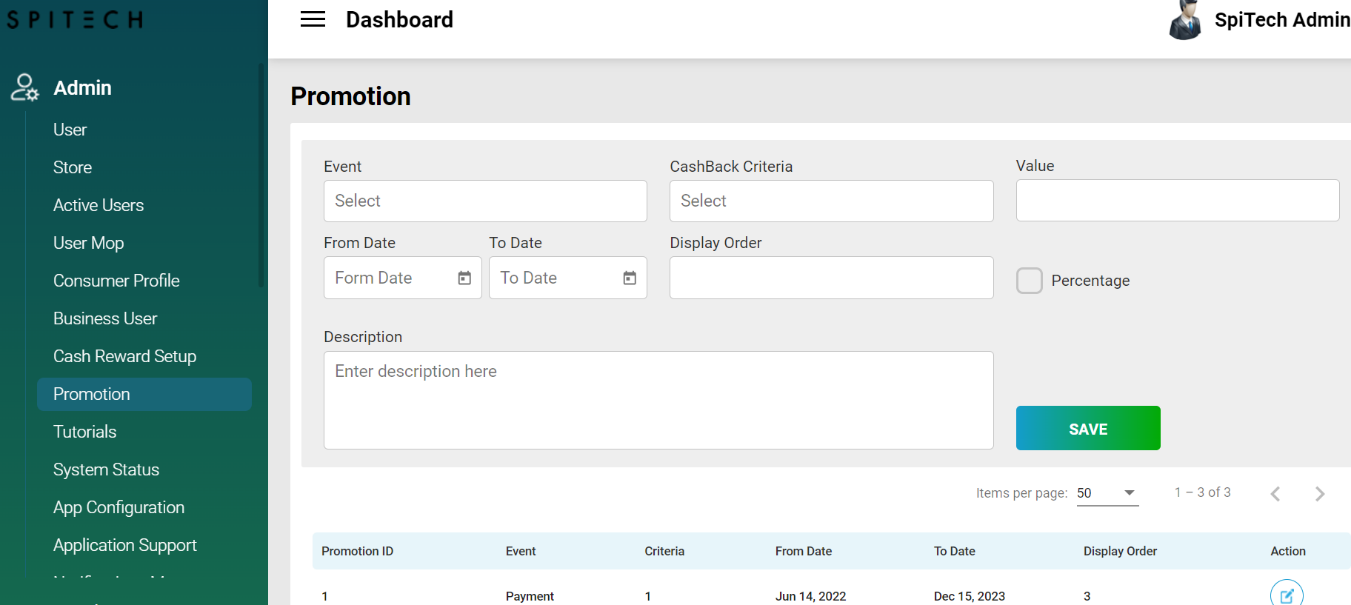 SPITECH
Dashboard
SpiTech Admin
Admin
User
Store
Active Users
User Mop
Consumer Profile
Business User
Cash Reward Setup
Promotion
Tutorials
System Status
App Configuration
Application Support
Promotion
Event
CashBack Criteria
Value
Select
Select
From Date
To Date
Display Order
Form Date
To Date
Percentage
Description
Enter description here
SAVE
Items per page: 50
1 – 3 of 3
Promotion ID Event Criteria From Date To Date Display Order Action
1 Payment 1 Jun 14, 2022 Dec 15, 2023 3